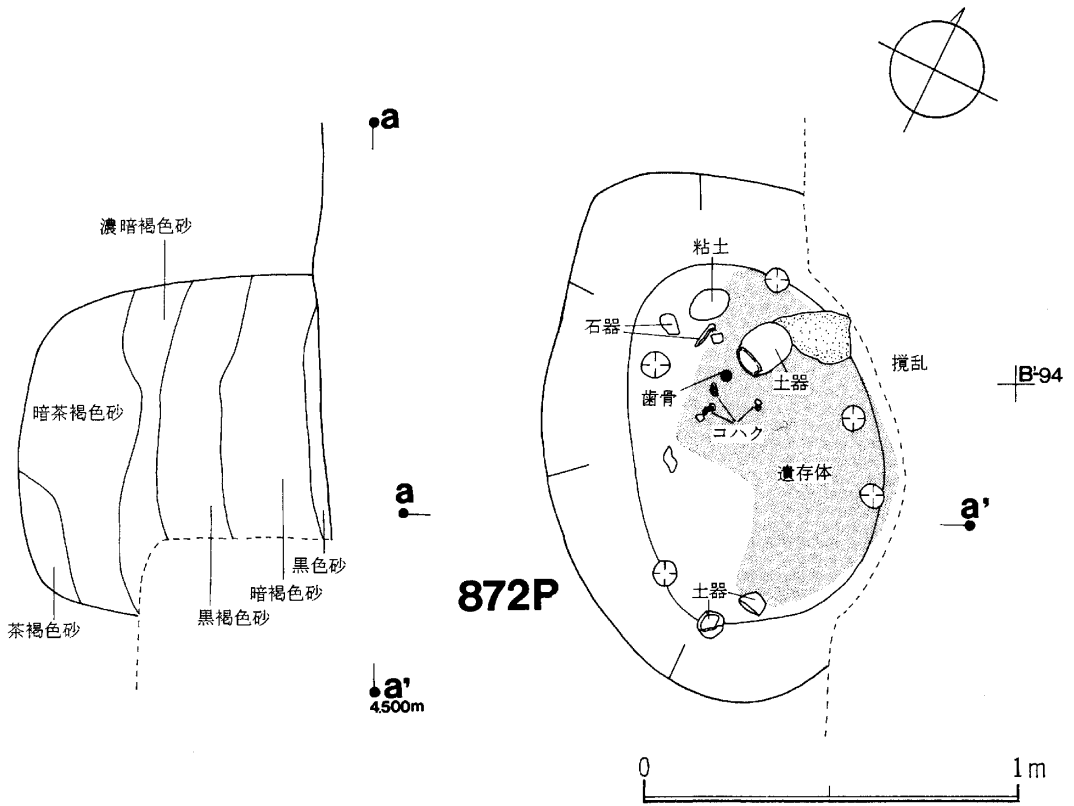 a
濃暗褐色砂
暗茶褐色砂
茶褐色砂
黒褐色砂
暗褐色砂
黒色砂
a
a'
4.500m
872P
粘土
石器
土器
歯骨
コハク
遺存体
土器
撹乱
B'-94
a'
0
1m